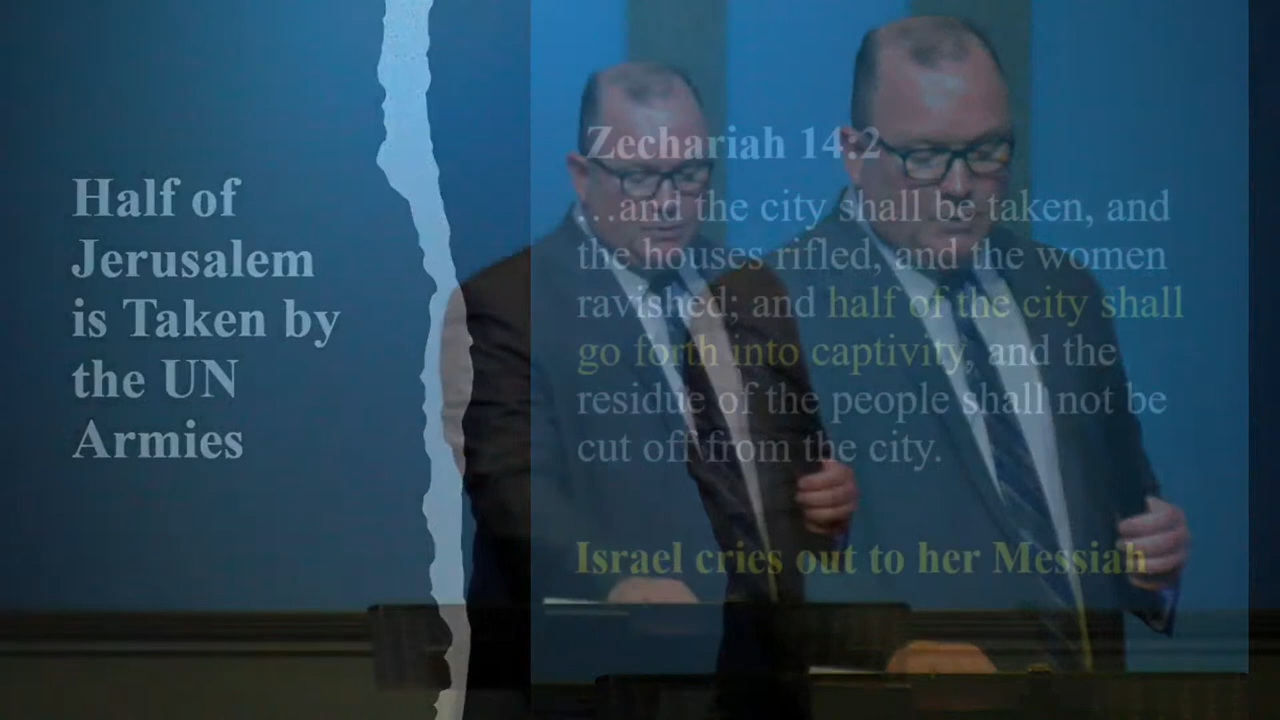 Half of
Jerusalem
is Taken by
the UN
Armies
Zechariah 14:2
…and the city shall be taken, and
the houses rifled, and the women
ravished; and half of the city shall
go forth into captivity, and the
residue of the people shall not be
cut off from the city.
Israel cries out to her Messiah